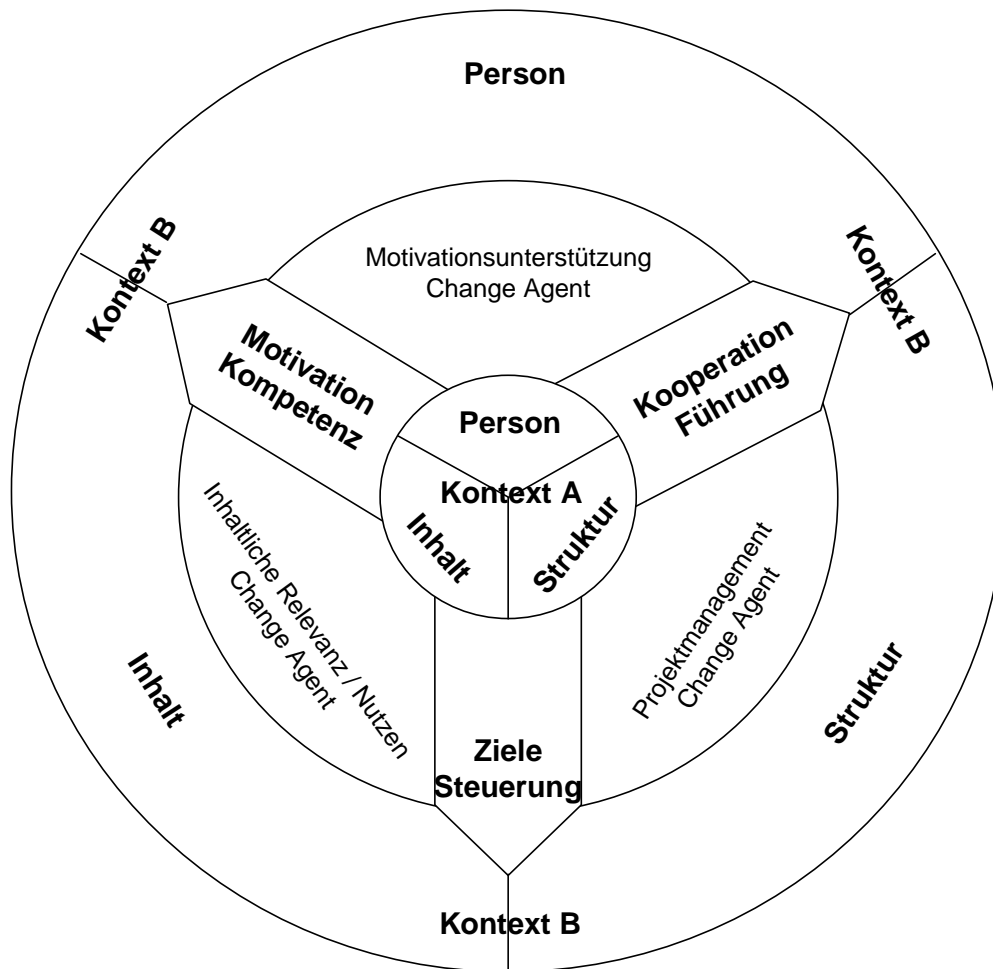 Person
Kontext B
Kontext B
Motivationsunterstützung
Change Agent
Motivation
Kompetenz
Kooperation
Führung
Person
Kontext A
Inhalt
Struktur
Inhaltliche Relevanz / Nutzen
Change Agent
Projektmanagement
Change Agent
Inhalt
Struktur
Ziele
Steuerung
Kontext B